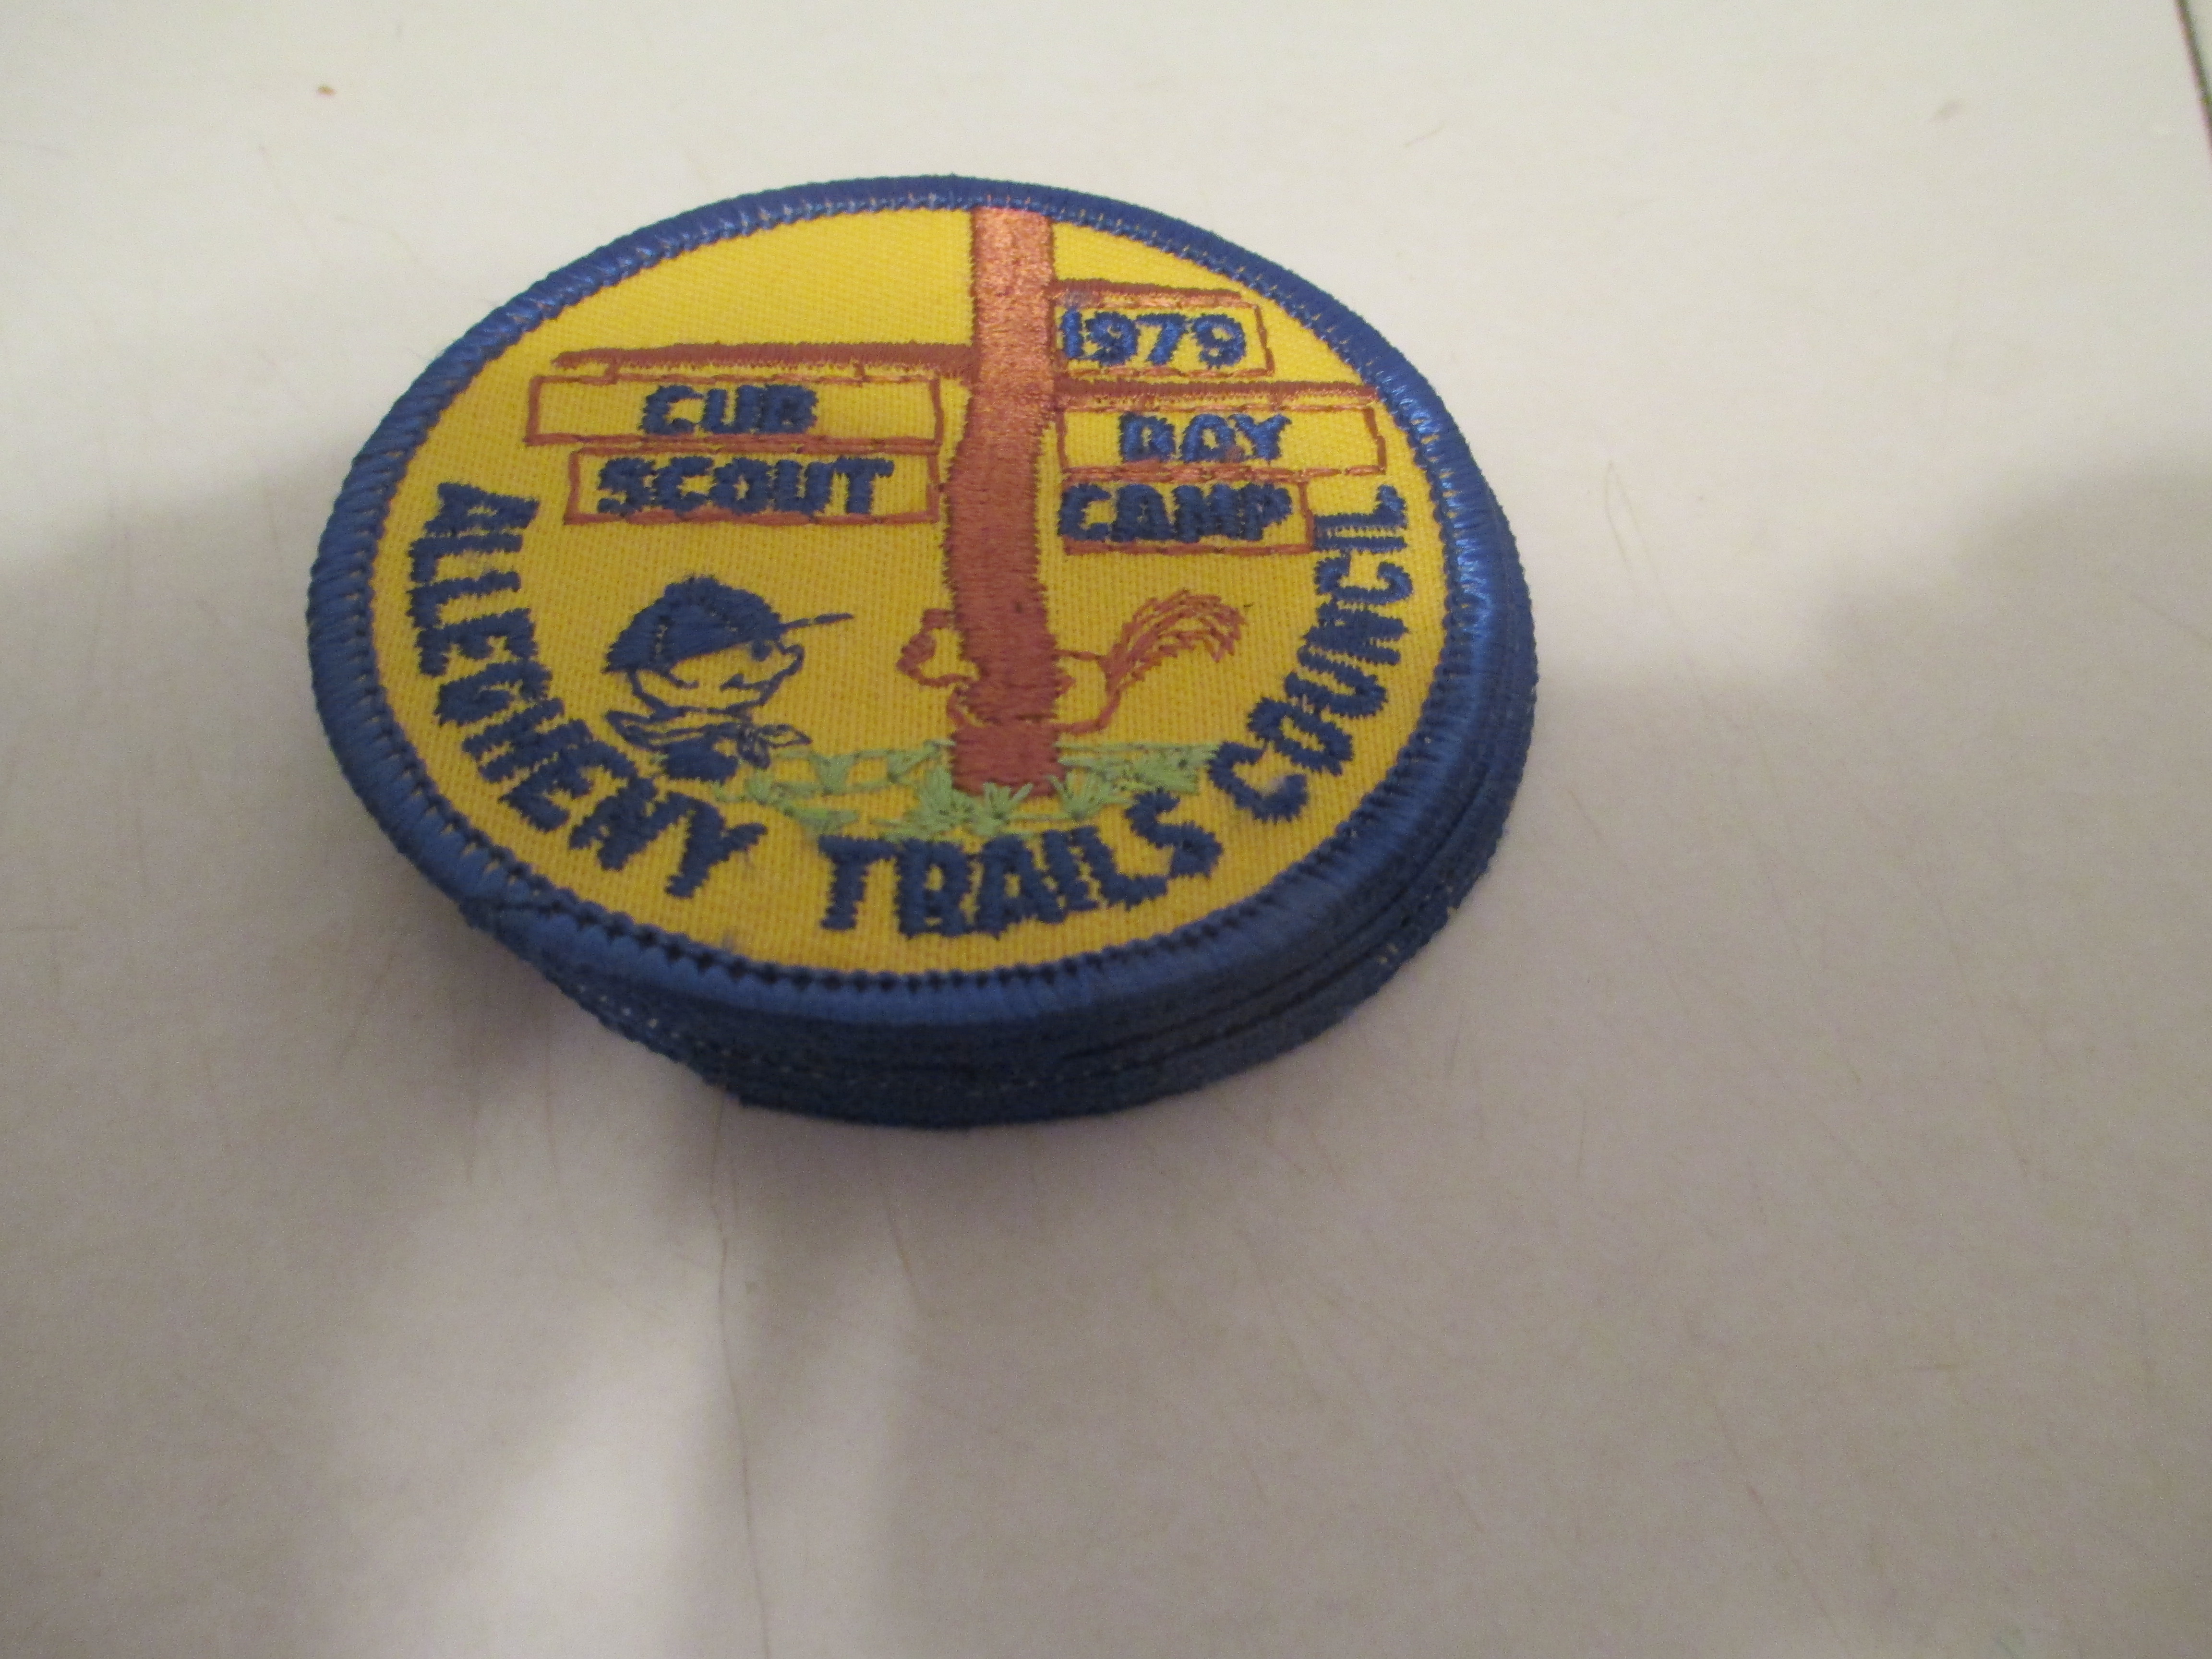 1979
CUB
SCOUT
DAY
CAMP
ALLEGHENY TRAILS COUNCIL